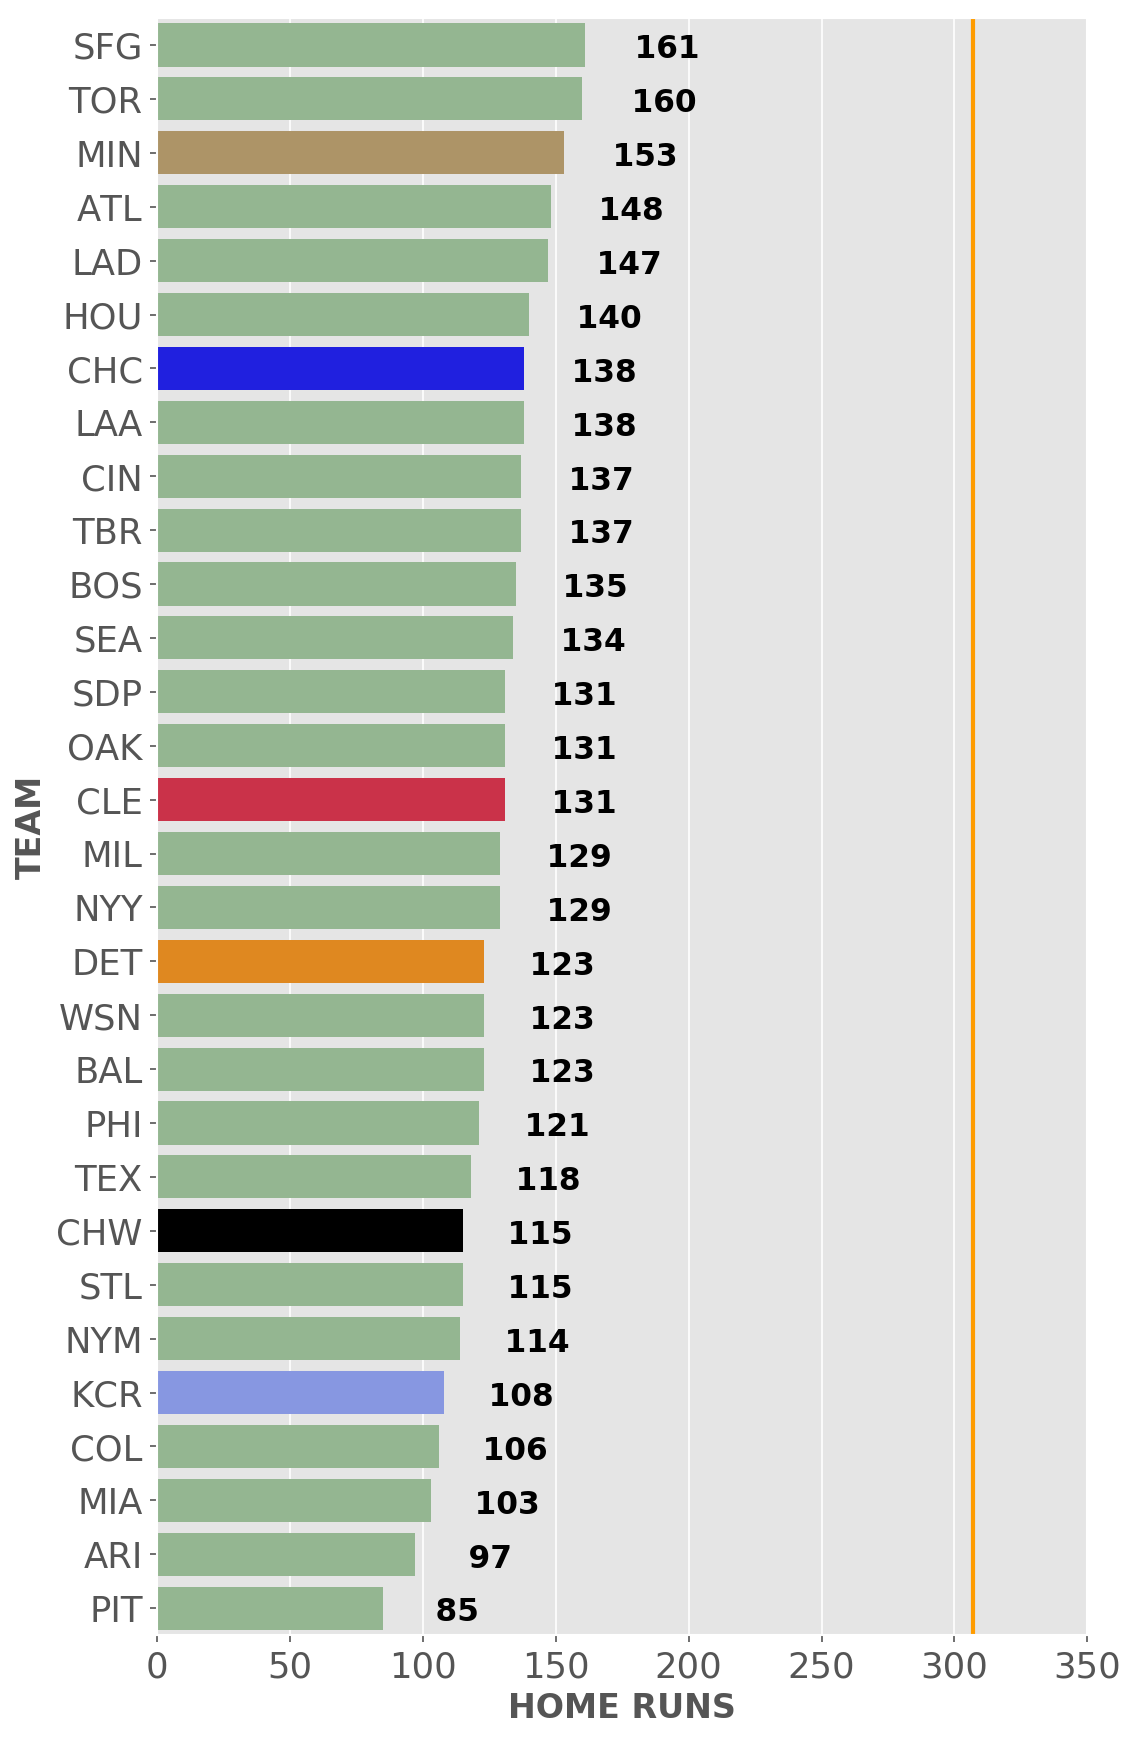 SFG 161
TOR 160
MIN 153
ATL 148
LAD 147
HOU 140
CHC 138
LAA 138
CIN 137
TBR 137
BOS 135
SEA 134
SDP 131
OAK 131
CLE 131
MIL 129
NYY 129
DET 123
WSN 123
BAL 123
PHI 121
TEX 118
CHW 115
STL 115
NYM 114
KCR 108
COL 106
MIA 103
ARI 97
PIT 85
TEAM
0 50 100 150 200 250 300 350
HOME RUNS